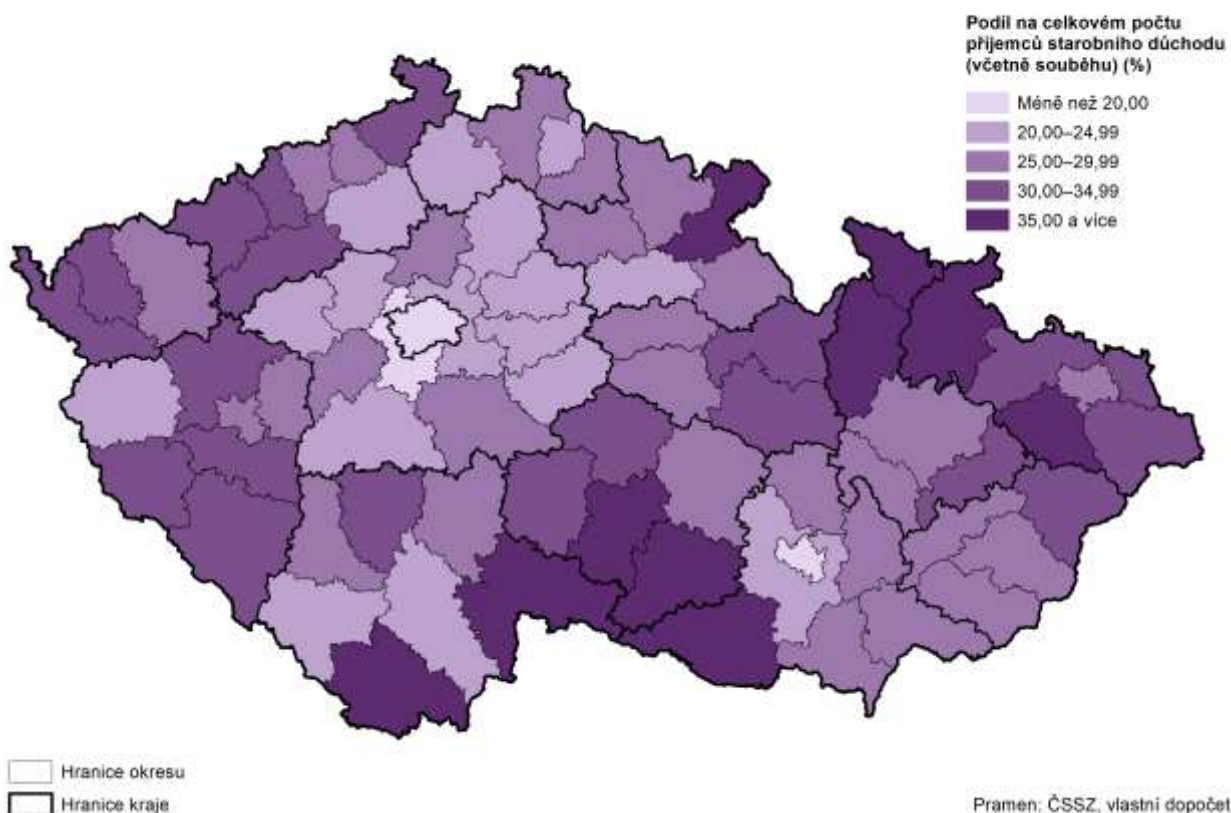 Podíl na celkovém počtu
příjemců starobního důchodu
(včetně souběhu) (%)
Méně než 20,00
20,00–24,99
25,00–29,99
30,00–34,99
35,00 a více
Hranice okresu
Hranice kraje
Pramen: ČSSZ, vlastní dopočet